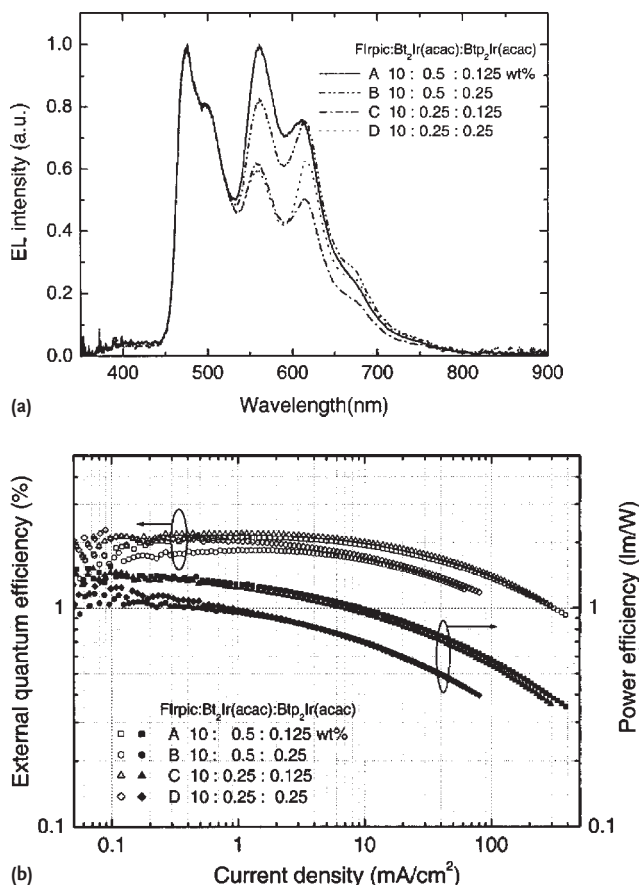 FIrpic:Bt2Ir(acac):Btp2Ir(acac)
A 10 : 0.5 : 0.125 wt%
B 10 : 0.5 : 0.25
C 10 : 0.25 : 0.125
D 10 : 0.25 : 0.25
EL intensity (a.u.)
1.0
0.8
0.6
0.4
0.2
0.0
400 500 600 700 800 900
Wavelength(nm)
(a)
External quantum efficiency (%)
1
0.1
FIrpic:Bt2Ir(acac):Btp2Ir(acac)
A 10 : 0.5 : 0.125 wt%
B 10 : 0.5 : 0.25
C 10 : 0.25 : 0.125
D 10 : 0.25 : 0.25
Power efficiency (lm/W)
1
0.1
0.1 1 10 100
Current density (mA/cm2)
(b)